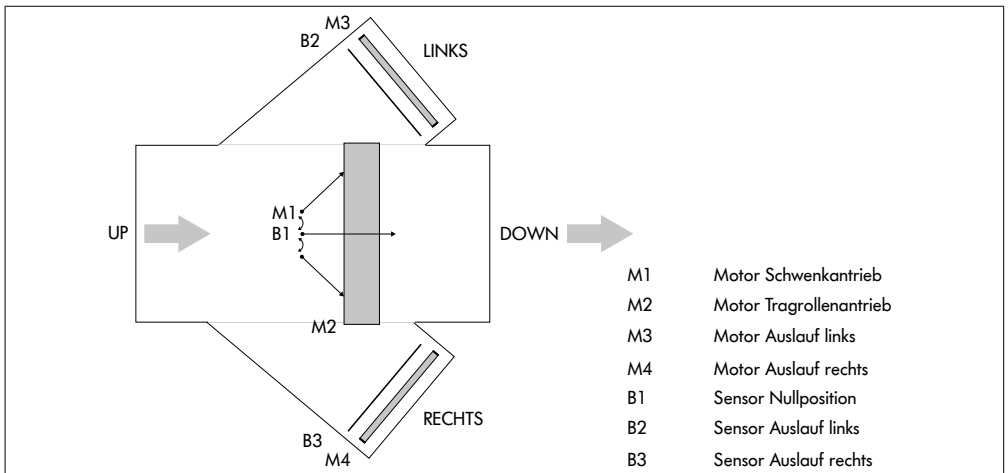 M3
B2
LINKS
M1
B1
UP
DOWN
M2
RECHTS
B3
M4
M1 Motor Schwenkantrieb
M2 Motor Tragrollenantrieb
M3 Motor Auslauf links
M4 Motor Auslauf rechts
B1 Sensor Nullposition
B2 Sensor Auslauf links
B3 Sensor Auslauf rechts